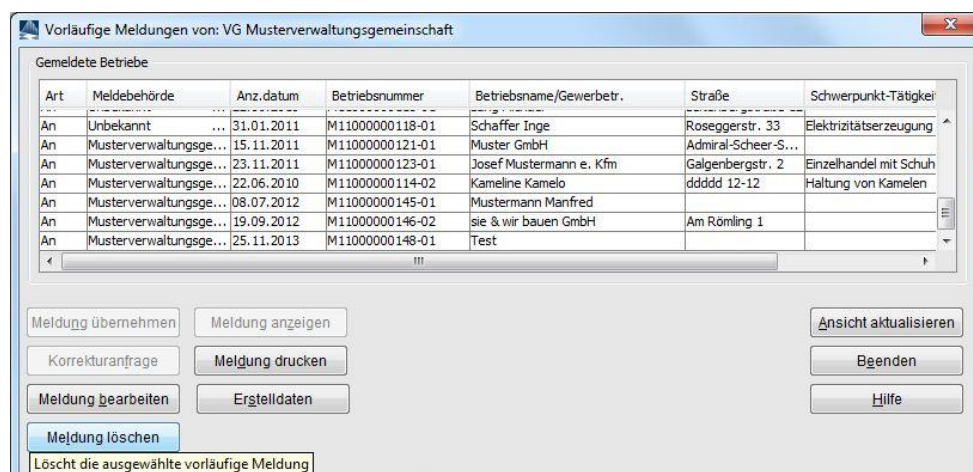 Vorläufige Meldungen von: VG Musterverwaltungsgemeinschaft
Gemeldete Betriebe
Art Meldebehörde Anz.datum Betriebsnummer Betriebsname/Gewerbetr. Straße Schwerpunkt-Tätigkei
An Unbekannt ... 31.01.2011 M11000000118-01 Schaffer Inge Roseggerstr. 33 Elektrizitätserzeugung
An Musterverwaltungsge... 15.11.2011 M11000000121-01 Muster GmbH Admiral-Scheer-S...
An Musterverwaltungsge... 23.11.2011 M11000000123-01 Josef Mustermann e. Kfm Galgenbergstr. 2 Einzelhandel mit Schuh
An Musterverwaltungsge... 22.06.2010 M11000000114-02 Kameline Kamelo ddddd 12-12 Haltung von Kamelen
An Musterverwaltungsge... 08.07.2012 M11000000145-01 Mustermann Manfred
An Musterverwaltungsge... 19.09.2012 M11000000146-02 sie & wir bauen GmbH Am Römling 1
An Musterverwaltungsge... 25.11.2013 M11000000148-01 Test
Meldung übernehmen Meldung anzeigen Ansicht aktualisieren
Korrekturanfrage Meldung drucken Beenden
Meldung bearbeiten Erstelldaten Hilfe
Meldung löschen
Löscht die ausgewählte vorläufige Meldung